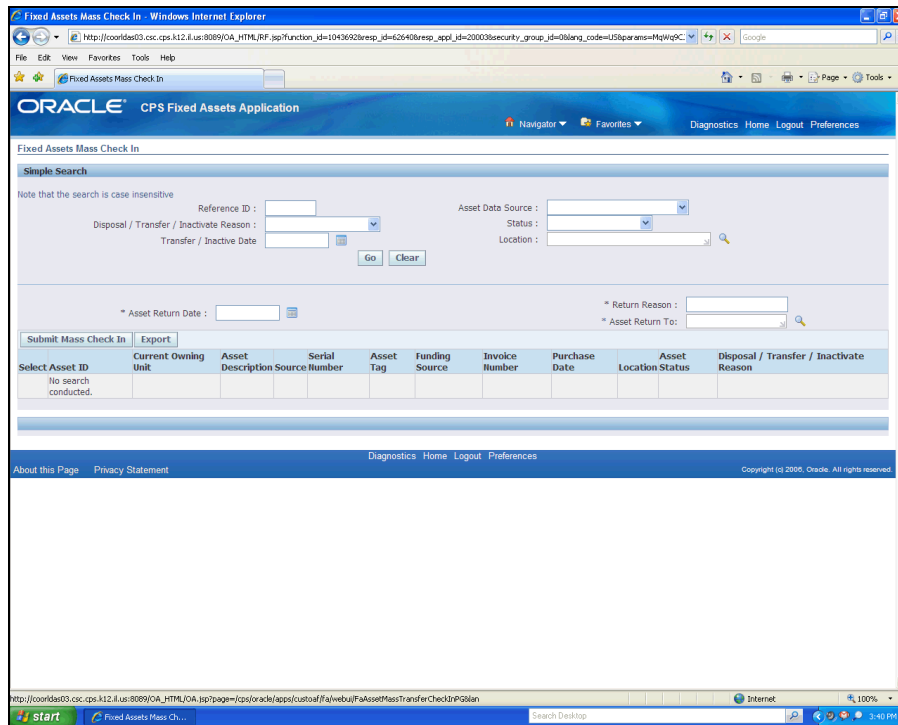 Fixed Assets Mass Check In - Windows Internet Explorer
http://coorldas03.csc.cps.k12.il.us:8089/OA_HTML/RF.jsp?function_id=1043692&resp_id=62640&resp_appl_id=20003&security_group_id=0&lang_code=US&params=MqWq9C
Google
File Edit View Favorites Tools Help
Fixed Assets Mass Check In
Page Tools
ORACLE CPS Fixed Assets Application
Navigator Favorites Diagnostics Home Logout Preferences
Fixed Assets Mass Check In
Simple Search
Note that the search is case insensitive
Reference ID : Asset Data Source :
Disposal / Transfer / Inactivate Reason : Status :
Transfer / Inactive Date Location :
Go Clear
* Return Reason :
* Asset Return Date :
* Asset Return To:
Submit Mass Check In Export
Select Asset ID Current Owning Unit Asset Description Source Serial Number Asset Tag Funding Source Invoice Number Purchase Date Location Asset Status Disposal / Transfer / Inactivate Reason
No search conducted.
Diagnostics Home Logout Preferences
About this Page Privacy Statement Copyright (c) 2006, Oracle. All rights reserved.
http://coorldas03.csc.cps.k12.il.us:8089/OA_HTML/OA.jsp?page=/cps/oracle/apps/custoaf/fa/webui/FaAssetMassTransferCheckInPG&lan Internet 100%
start Fixed Assets Mass Ch... Search Desktop 3:40 PM